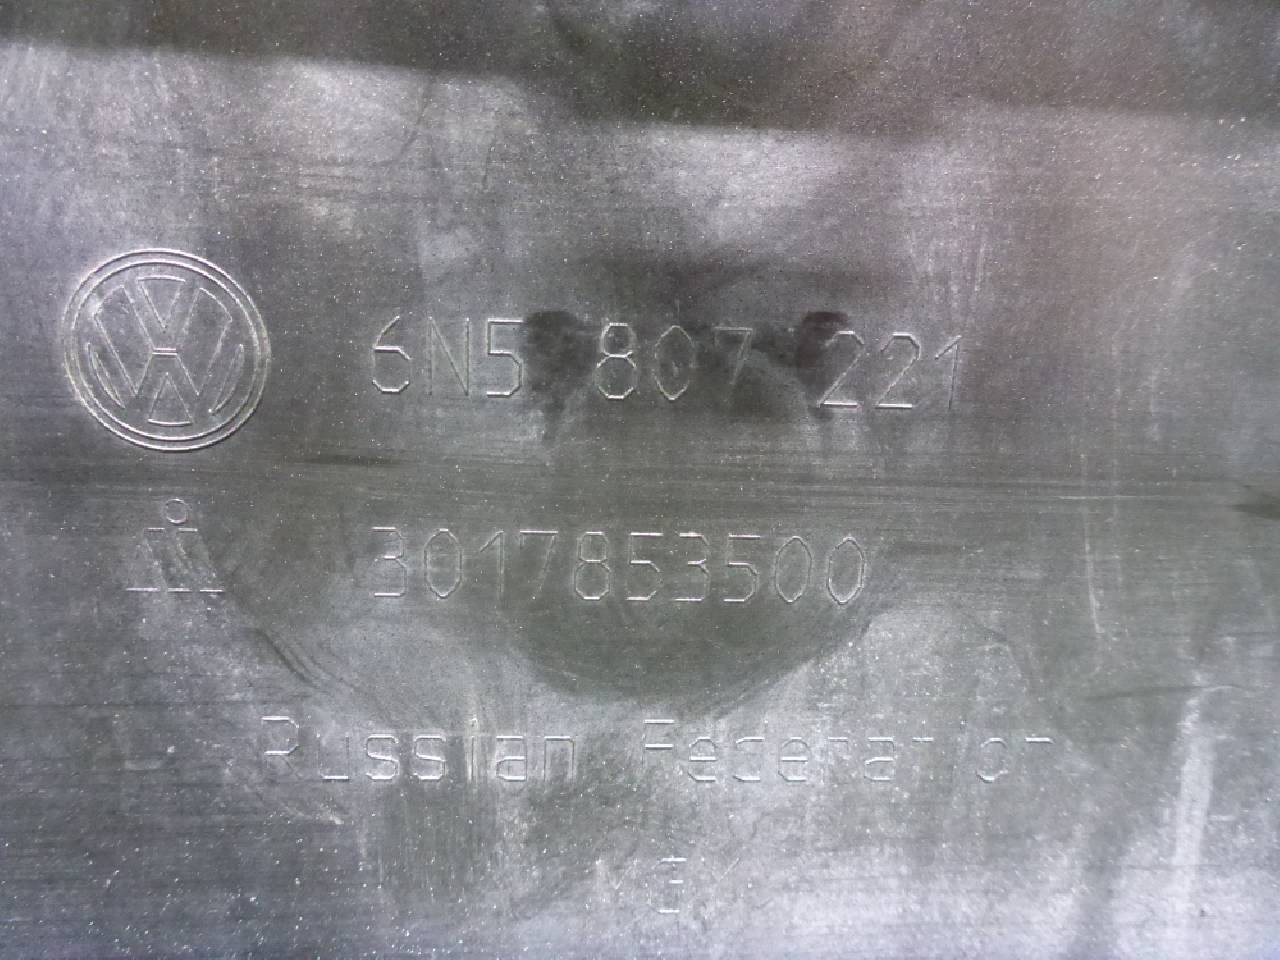 6N5 807 221
3017853500
Russian Federation